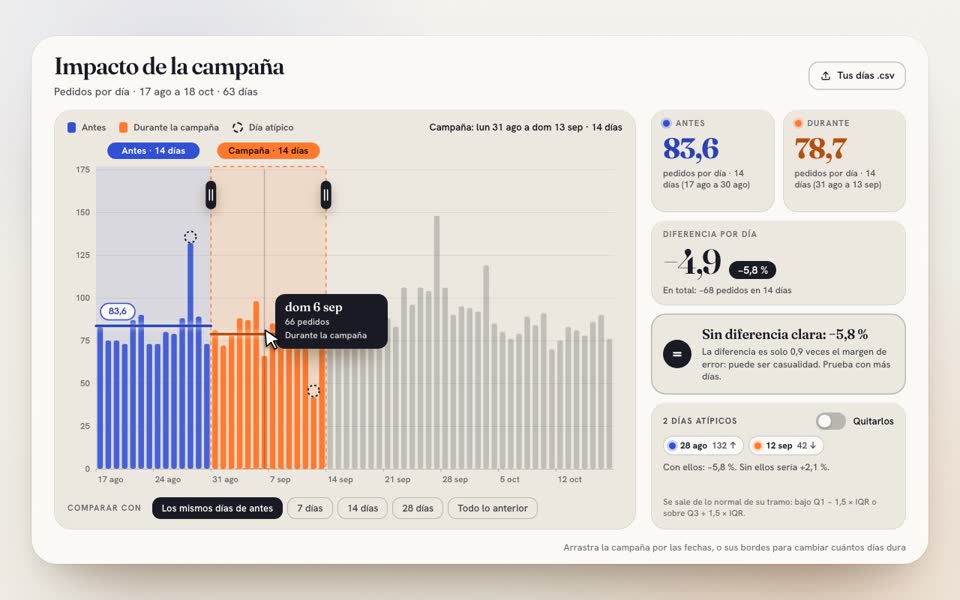 Impacto de la campaña
Pedidos por día · 17 ago a 18 oct · 63 días
Tus días .csv
Antes
Durante la campaña
Día atípico
Campaña: lun 31 ago a dom 13 sep · 14 días
Antes · 14 días
Campaña · 14 días
175
150
125
100
75
50
25
0
83,6
dom 6 sep
66 pedidos
Durante la campaña
17 ago
24 ago
31 ago
7 sep
14 sep
21 sep
28 sep
5 oct
12 oct
COMPARAR CON
Los mismos días de antes
7 días
14 días
28 días
Todo lo anterior
ANTES
83,6
pedidos por día · 14
días (17 ago a 30 ago)
DURANTE
78,7
pedidos por día · 14
días (31 ago a 13 sep)
DIFERENCIA POR DÍA
−4,9
−5,8 %
En total: −68 pedidos en 14 días
=
Sin diferencia clara: −5,8 %
La diferencia es solo 0,9 veces el margen de
error: puede ser casualidad. Prueba con más
días.
2 DÍAS ATÍPICOS
Quitarlos
28 ago 132 ↑
12 sep 42 ↓
Con ellos: −5,8 %. Sin ellos sería +2,1 %.
Se sale de lo normal de su tramo: bajo Q1 − 1,5 × IQR o
sobre Q3 + 1,5 × IQR.
Arrastra la campaña por las fechas, o sus bordes para cambiar cuántos días dura